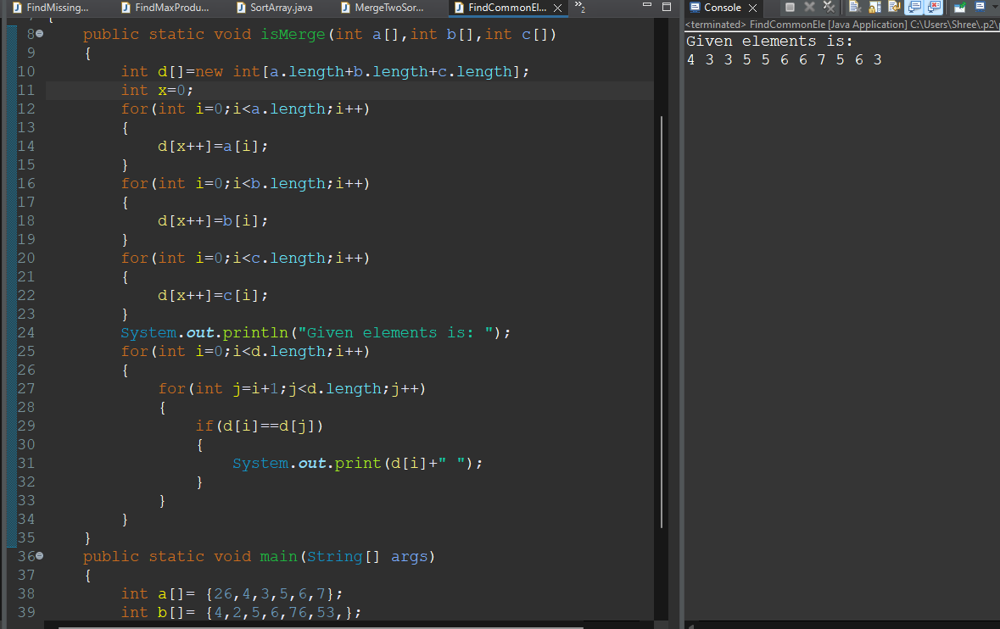 FindMissing... FindMaxProdu... SortArray.java MergeTwoSor... FindCommonEl... »2
8 public static void isMerge(int a[],int b[],int c[])
9 {
10 int d[]=new int[a.length+b.length+c.length];
11 int x=0;
12 for(int i=0;i<a.length;i++)
13 {
14 d[x++]=a[i];
15 }
16 for(int i=0;i<b.length;i++)
17 {
18 d[x++]=b[i];
19 }
20 for(int i=0;i<c.length;i++)
21 {
22 d[x++]=c[i];
23 }
24 System.out.println("Given elements is: ");
25 for(int i=0;i<d.length;i++)
26 {
27 for(int j=i+1;j<d.length;j++)
28 {
29 if(d[i]==d[j])
30 {
31 System.out.print(d[i]+" ");
32 }
33 }
34 }
35 }
36 public static void main(String[] args)
37 {
38 int a[]= {26,4,3,5,6,7};
39 int b[]= {4,2,5,6,76,53,};
Console
<terminated> FindCommonEle [Java Application] C:\Users\Shree\.p2\
Given elements is:
4 3 3 5 5 6 6 7 5 6 3